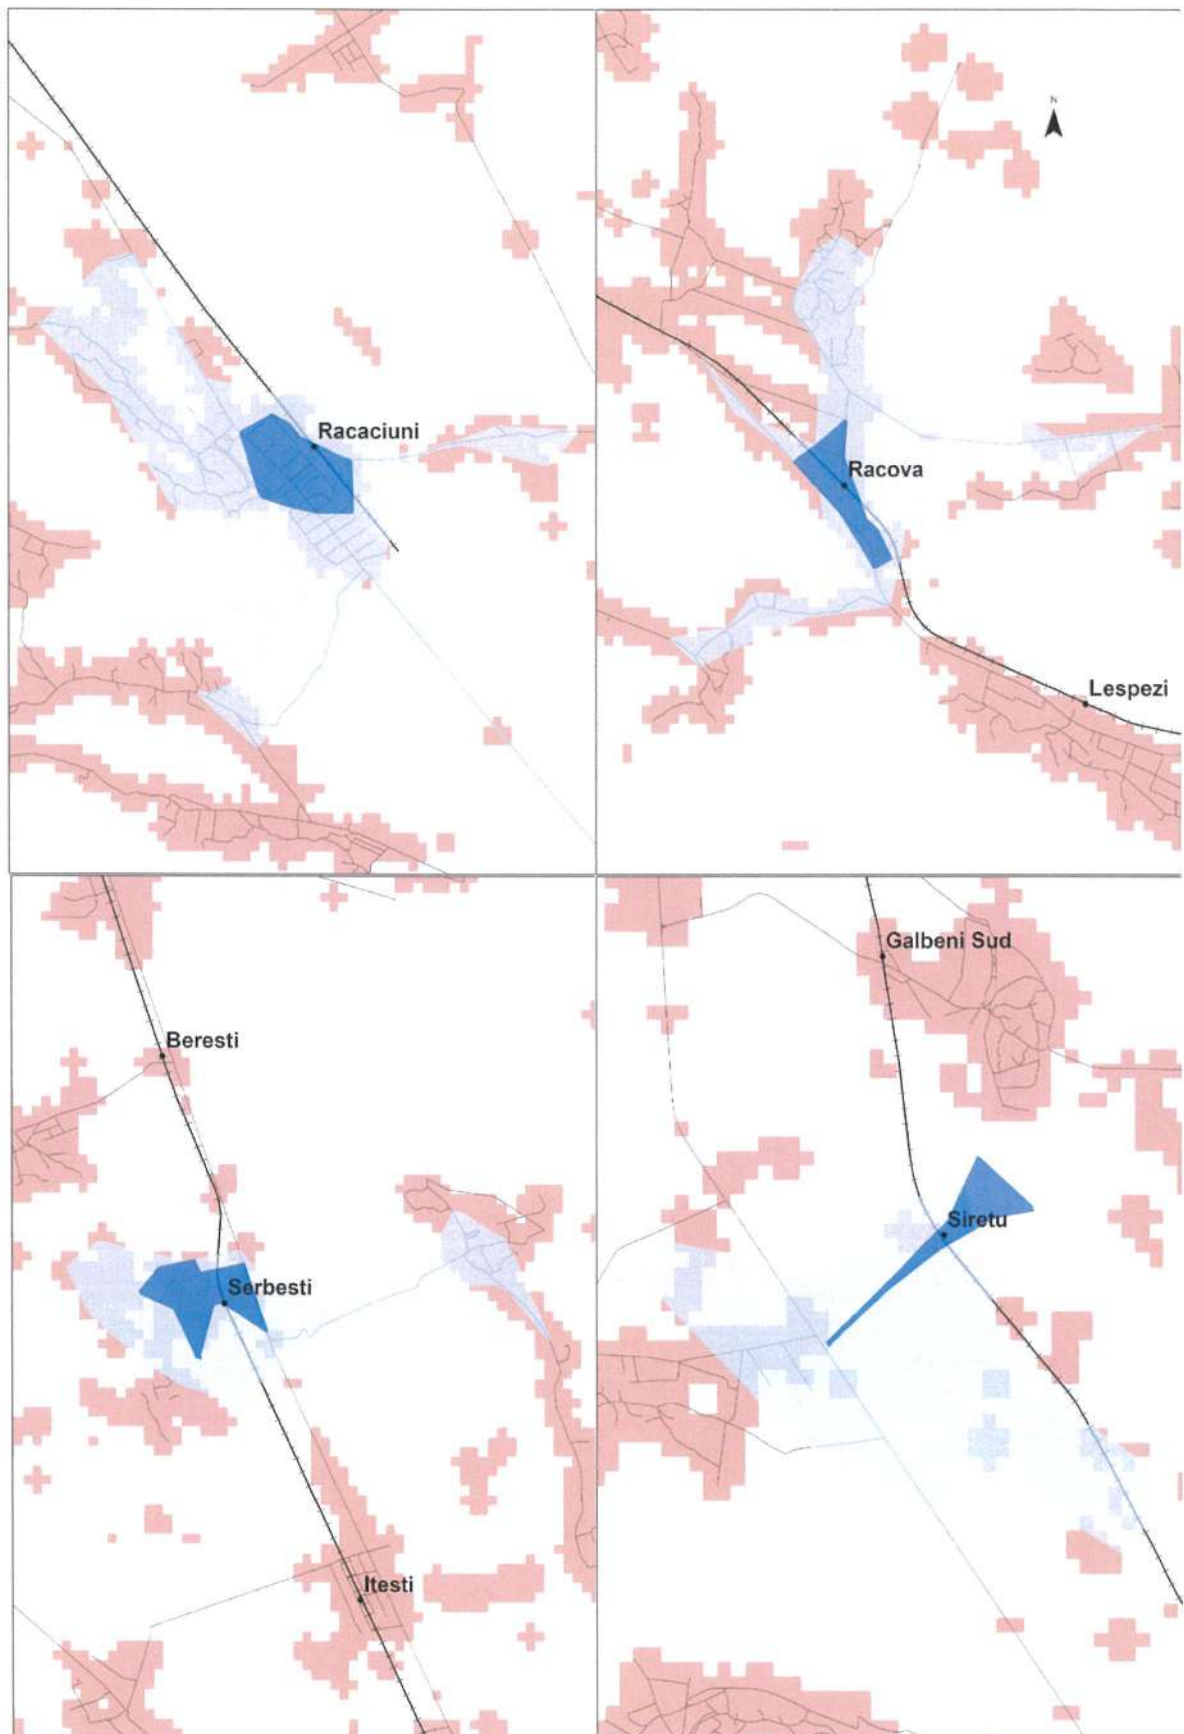 N
Racaciuni
Racova
Lespezi
Galbeni Sud
Beresti
Siretu
Serbesti
Itesti